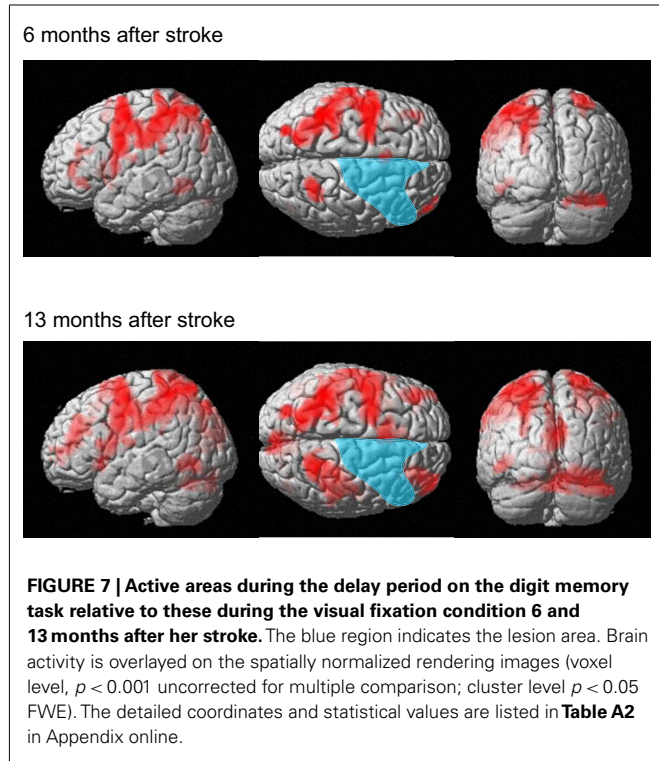 6 months after stroke
13 months after stroke
FIGURE 7 | Active areas during the delay period on the digit memory
task relative to these during the visual fixation condition 6 and
13 months after her stroke. The blue region indicates the lesion area. Brain
activity is overlayed on the spatially normalized rendering images (voxel
level, p < 0.001 uncorrected for multiple comparison; cluster level p < 0.05
FWE). The detailed coordinates and statistical values are listed in Table A2
in Appendix online.